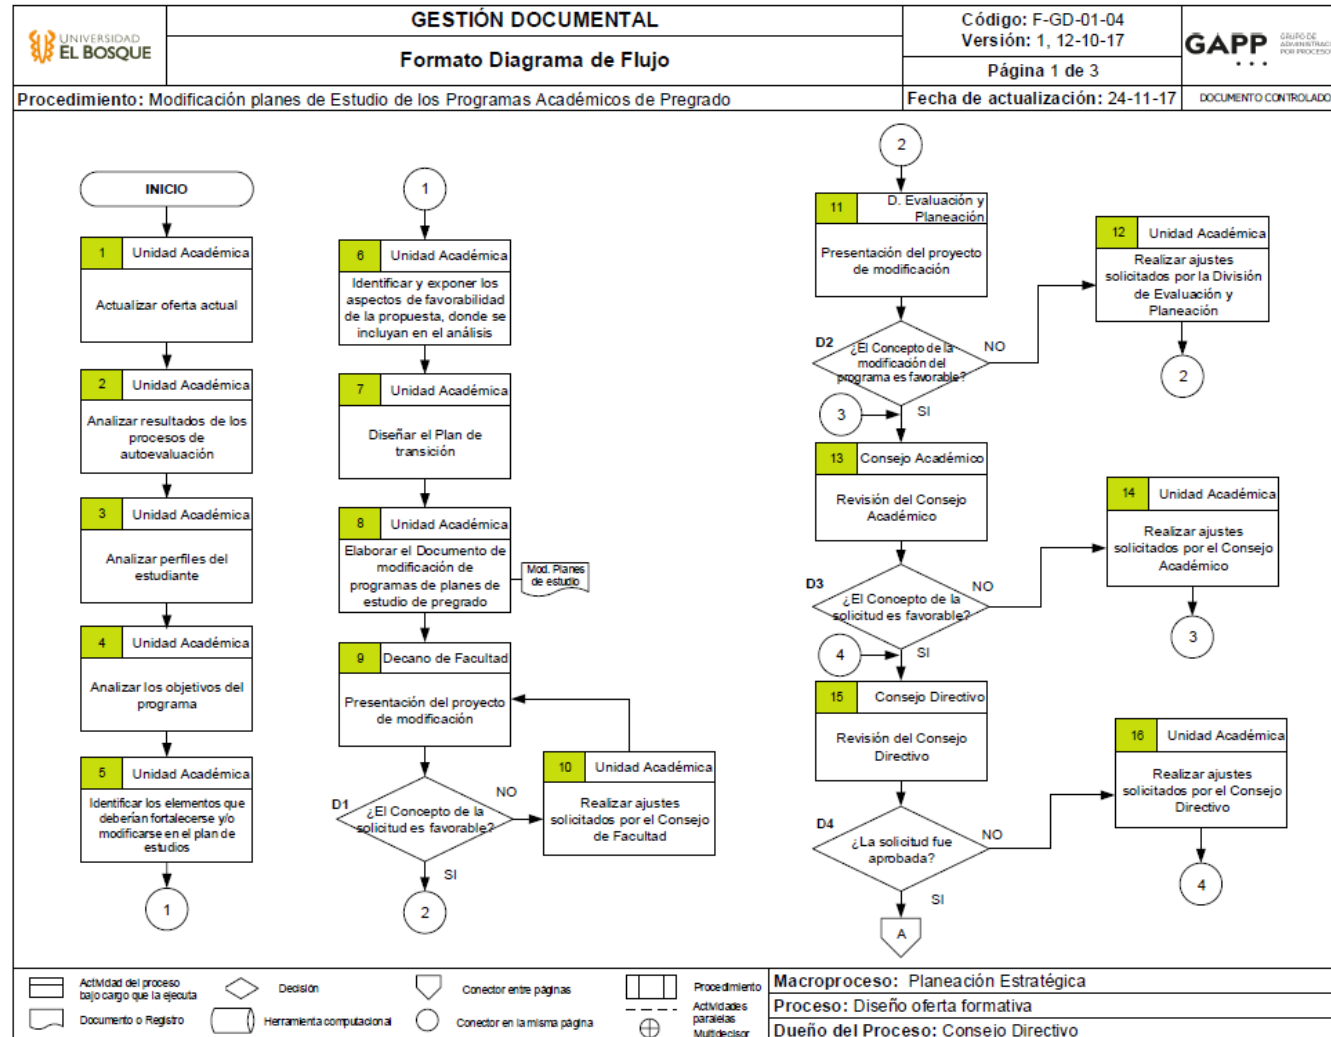 UNIVERSIDAD
EL BOSQUE
GESTIÓN DOCUMENTAL
Formato Diagrama de Flujo
Código: F-GD-01-04
Versión: 1, 12-10-17
Página 1 de 3
GAPP
GRUPO DE
POR PROCESOS
Procedimiento: Modificación planes de Estudio de los Programas Académicos de Pregrado
Fecha de actualización: 24-11-17
DOCUMENTO CONTROLADO
INICIO
1 Unidad Académica
Actualizar oferta actual
2 Unidad Académica
Analizar resultados de los
procesos de
autoevaluación
3 Unidad Académica
Analizar perfiles del
estudiante
4 Unidad Académica
Analizar los objetivos del
programa
5 Unidad Académica
Identificar los elementos que
deberían fortalecerse y/o
modificarse en el plan de
estudios
1
1
6 Unidad Académica
Identificar y exponer los
aspectos de favorabilidad
de la propuesta, donde se
incluyan en el análisis
7 Unidad Académica
Diseñar el Plan de
transición
8 Unidad Académica
Elaborar el Documento de
modificación de
programas de planes de
estudio de pregrado
Mod. Planes
de estudio
9 Decano de Facultad
Presentación del proyecto
de modificación
D1
¿El Concepto de la
solicitud es favorable?
NO
SI
10 Unidad Académica
Realizar ajustes
solicitados por el Consejo
de Facultad
2
2
11 D. Evaluación y
Planeación
Presentación del proyecto
de modificación
D2
¿El Concepto de la
modificación del
programa es favorable?
NO
SI
12 Unidad Académica
Realizar ajustes
solicitados por la División
de Evaluación y
Planeación
2
3
13 Consejo Académico
Revisión del Consejo
Académico
D3
¿El Concepto de la
solicitud es favorable?
NO
SI
14 Unidad Académica
Realizar ajustes
solicitados por el Consejo
Académico
3
4
15 Consejo Directivo
Revisión del Consejo
Directivo
D4
¿La solicitud fue
aprobada?
NO
SI
16 Unidad Académica
Realizar ajustes
solicitados por el Consejo
Directivo
4
A
Actividad del proceso
bajo cargo que la ejecuta
Decisión
Conector entre páginas
Procedimiento
Documento o Registro
Herramienta computacional
Conector en la misma página
Actividades
paralelas
Multidecisor
Macroproceso: Planeación Estratégica
Proceso: Diseño oferta formativa
Dueño del Proceso: Consejo Directivo